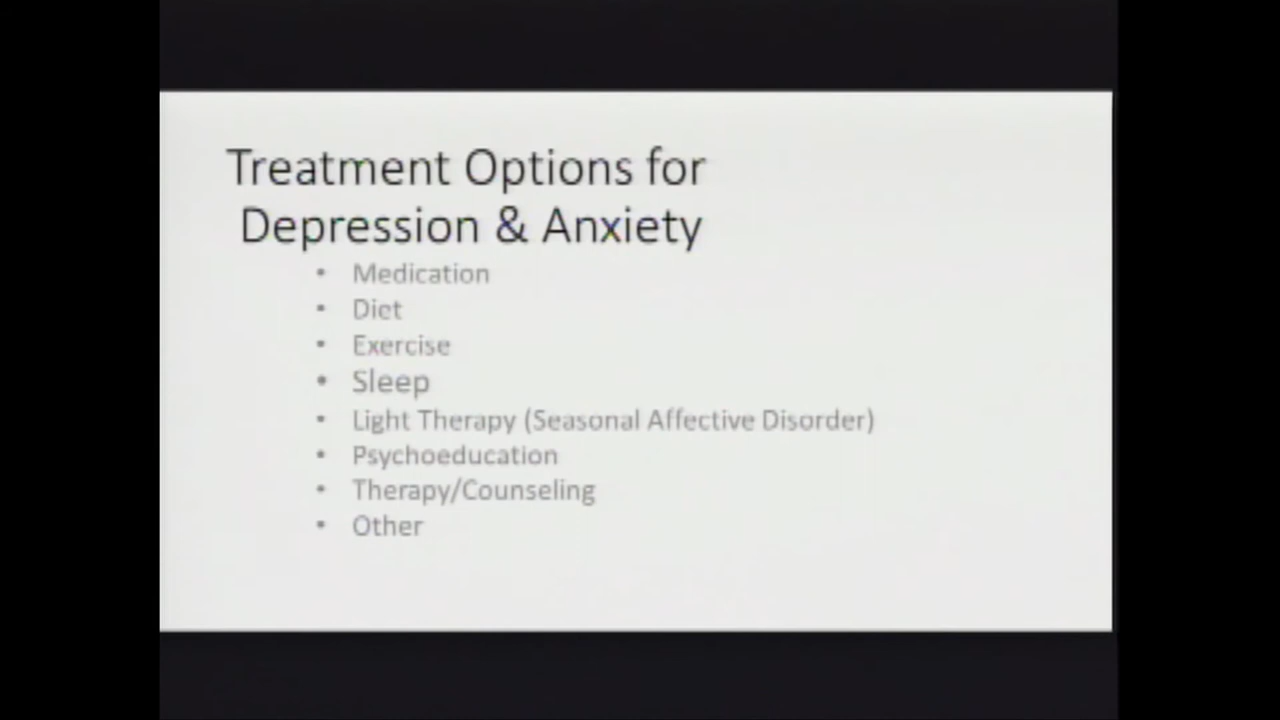 Treatment Options for
Depression & Anxiety
• Medication
• Diet
• Exercise
• Sleep
• Light Therapy (Seasonal Affective Disorder)
• Psychoeducation
• Therapy/Counseling
• Other